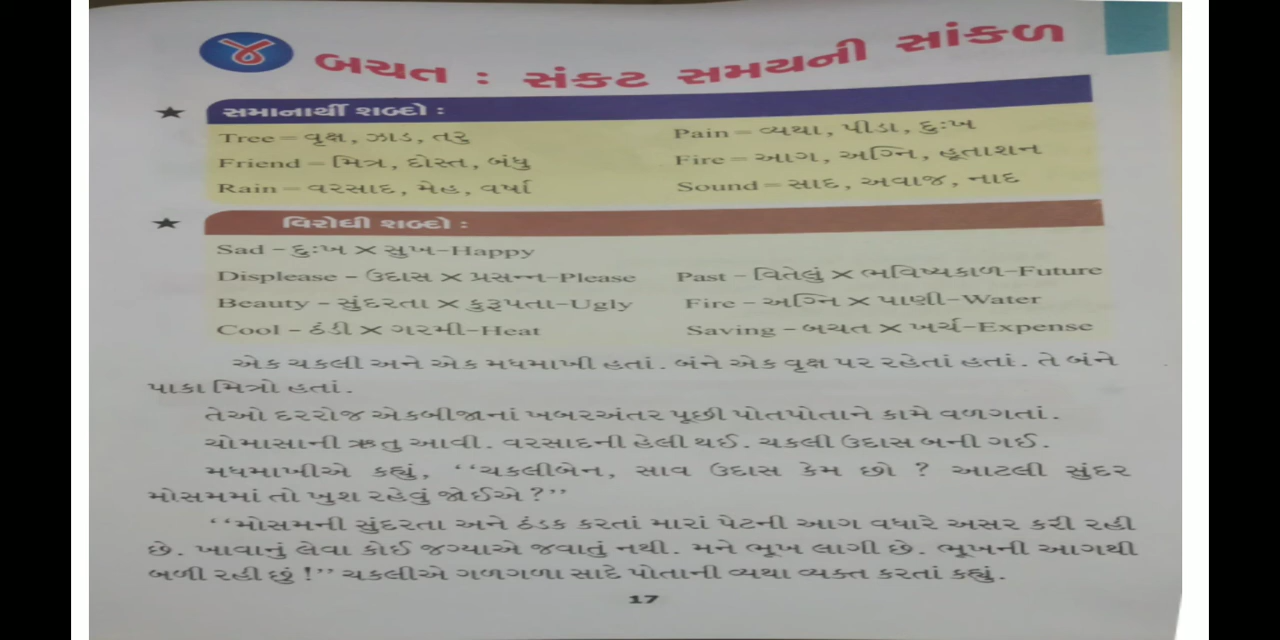 ૪ બચત : સંકટ સમયની સાંકળ
★ સમાનાર્થી શબ્દો :
Tree = વૃક્ષ, ઝાડ, તરુ Pain = વ્યથા, પીડા, દુઃખ
Friend = મિત્ર, દોસ્ત, બંધુ Fire = આગ, અગ્નિ, હૂતાશન
Rain = વરસાદ, મેહ, વર્ષા Sound = સાદ, અવાજ, નાદ
★ વિરોધી શબ્દો :
Sad – દુઃખ × સુખ–Happy
Displease – ઉદાસ × પ્રસન્ન–Please Past – વિતેલું × ભવિષ્યકાળ–Future
Beauty – સુંદરતા × કુરૂપતા–Ugly Fire – અગ્નિ × પાણી–Water
Cool – ઠંડી × ગરમી–Heat Saving – બચત × ખર્ચ–Expense
એક ચકલી અને એક મધમાખી હતાં. બંને એક વૃક્ષ પર રહેતાં હતાં. તે બંને
પાકા મિત્રો હતાં.
તેઓ દરરોજ એકબીજાનાં ખબરઅંતર પૂછી પોતપોતાને કામે વળગતાં.
ચોમાસાની ઋતુ આવી. વરસાદની હેલી થઈ. ચકલી ઉદાસ બની ગઈ.
મધમાખીએ કહ્યું, ‘‘ચકલીબેન, સાવ ઉદાસ કેમ છો ? આટલી સુંદર
મોસમમાં તો ખુશ રહેવું જોઈએ ?’’
‘‘મોસમની સુંદરતા અને ઠંડક કરતાં મારાં પેટની આગ વધારે અસર કરી રહી
છે. ખાવાનું લેવા કોઈ જગ્યાએ જવાતું નથી. મને ભૂખ લાગી છે. ભૂખની આગથી
બળી રહી છું !’’ ચકલીએ ગળગળા સાદે પોતાની વ્યથા વ્યક્ત કરતાં કહ્યું.
17